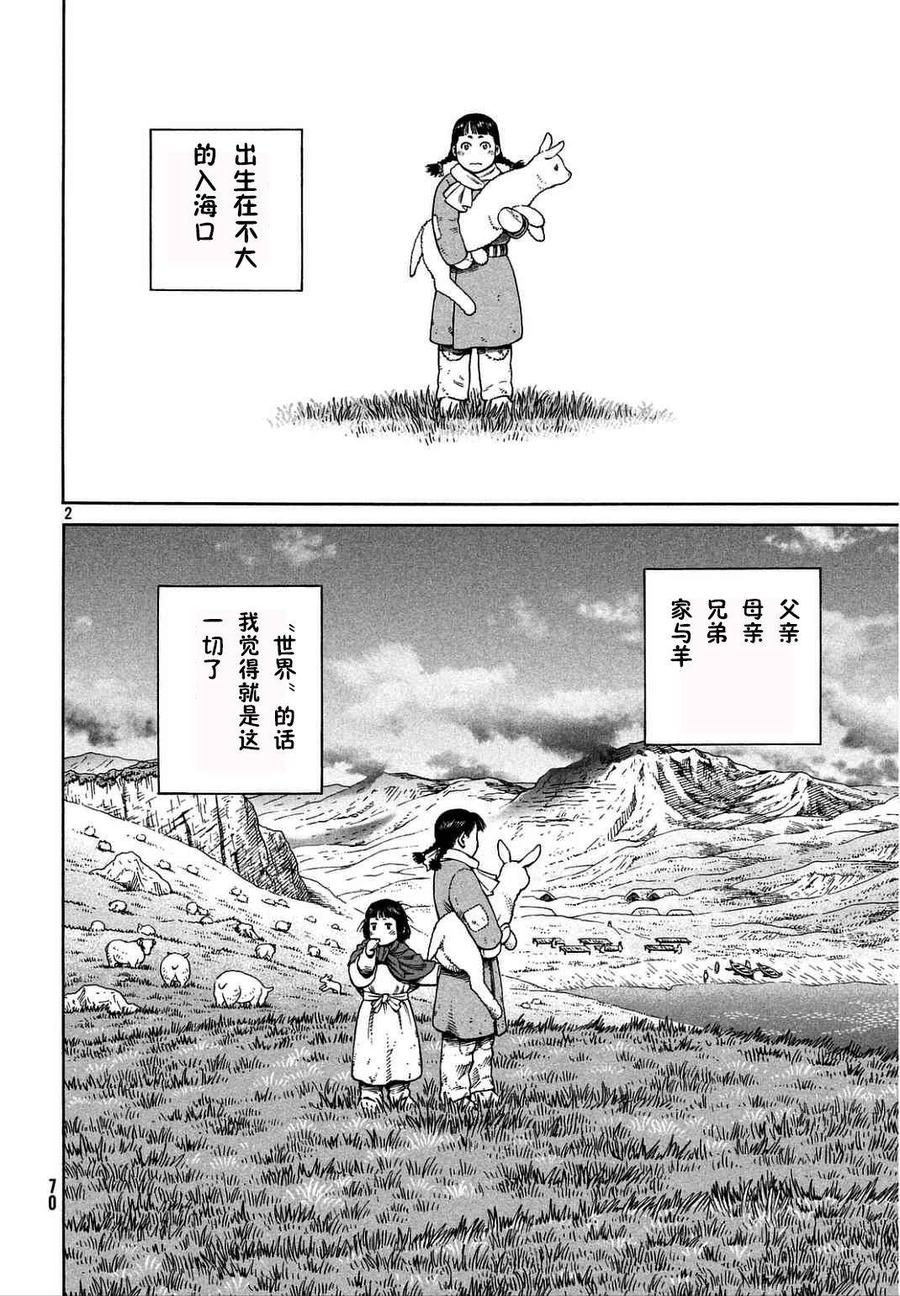 出生在不大
的入海口
2
父亲
母亲
兄弟
家与羊
“世界”的话
我觉得就是这
一切了
70